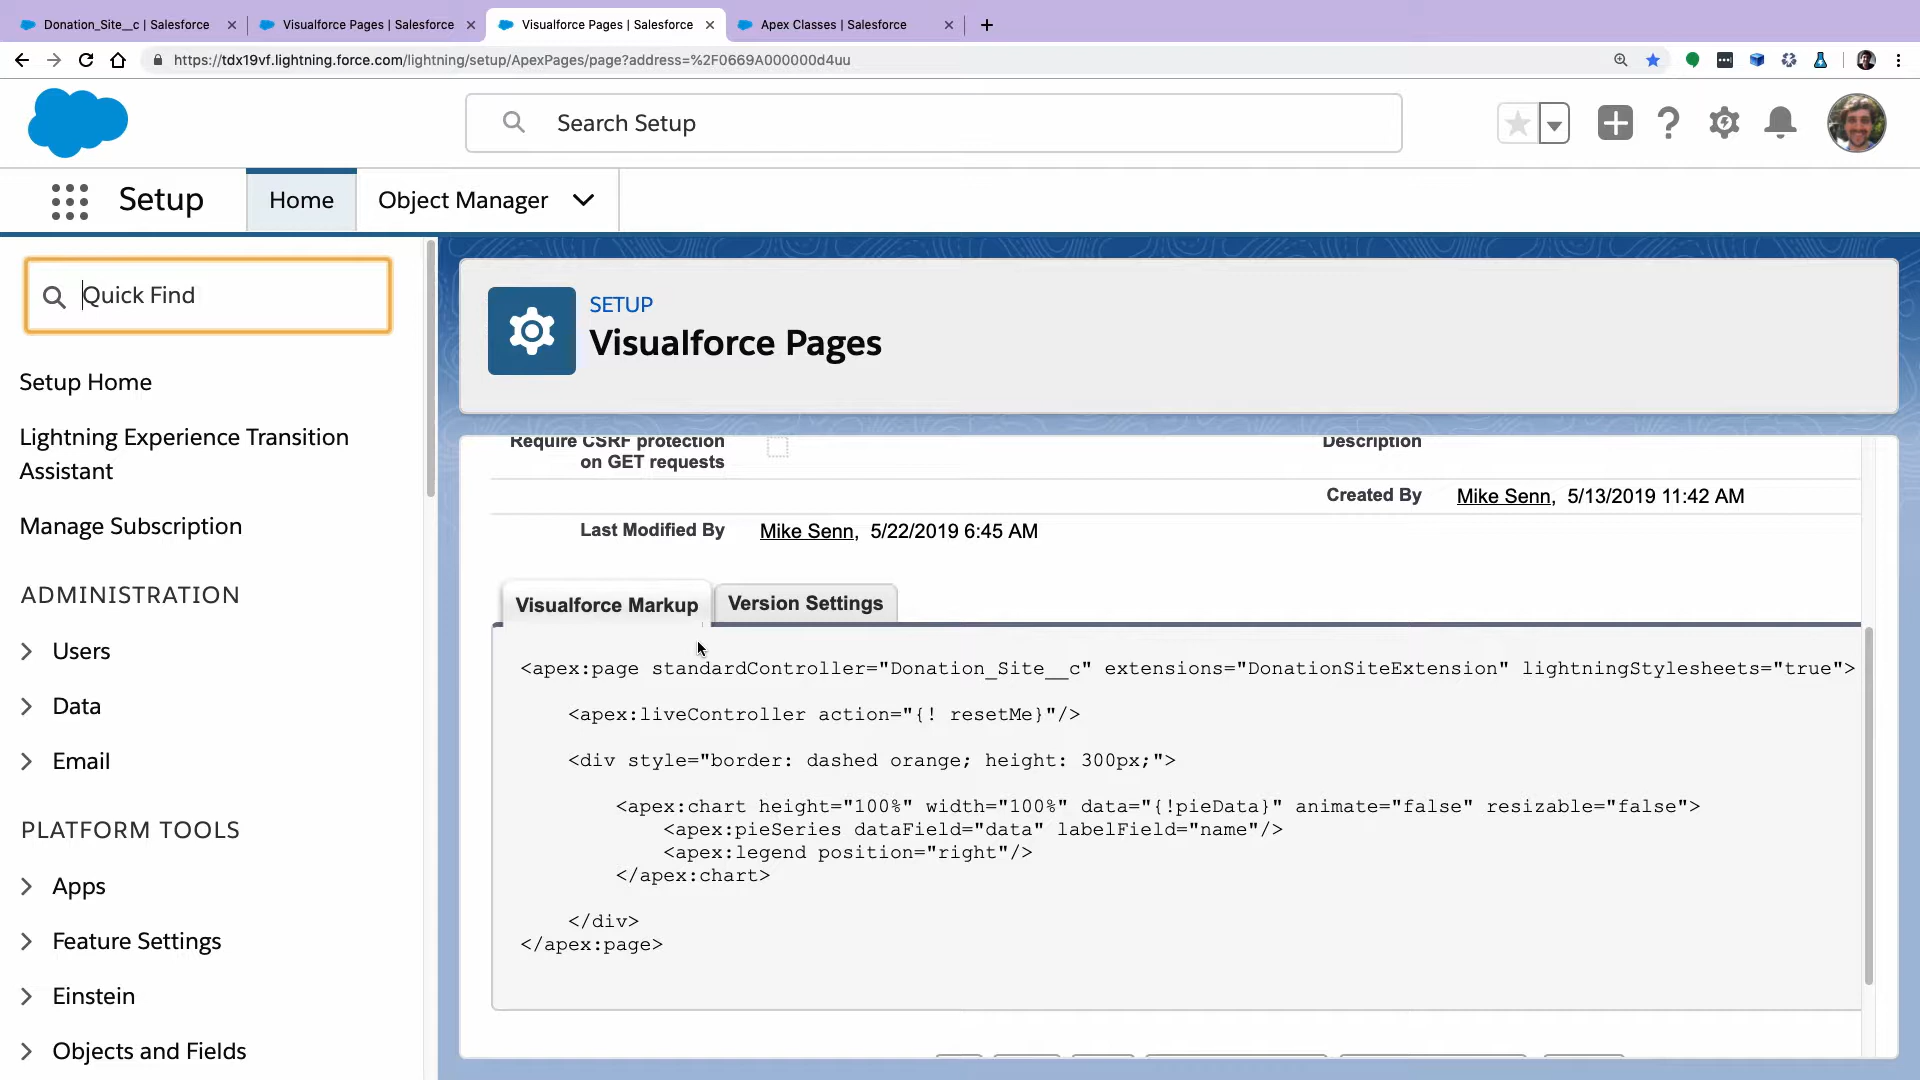 Donation_Site__c | Salesforce
Visualforce Pages | Salesforce
Visualforce Pages | Salesforce
Apex Classes | Salesforce
https://tdx19vf.lightning.force.com/lightning/setup/ApexPages/page?address=%2F0669A000000d4uu
Search Setup
Setup
Home
Object Manager
Quick Find
Setup Home
Lightning Experience Transition
Assistant
Manage Subscription
ADMINISTRATION
Users
Data
Email
PLATFORM TOOLS
Apps
Feature Settings
Einstein
Objects and Fields
SETUP
Visualforce Pages
Require CSRF protection
on GET requests
Description
Created By Mike Senn, 5/13/2019 11:42 AM
Last Modified By Mike Senn, 5/22/2019 6:45 AM
Visualforce Markup
Version Settings
<apex:page standardController="Donation_Site__c" extensions="DonationSiteExtension" lightningStylesheets="true">
<apex:liveController action="{! resetMe}"/>
<div style="border: dashed orange; height: 300px;">
<apex:chart height="100%" width="100%" data="{!pieData}" animate="false" resizable="false">
<apex:pieSeries dataField="data" labelField="name"/>
<apex:legend position="right"/>
</apex:chart>
</div>
</apex:page>